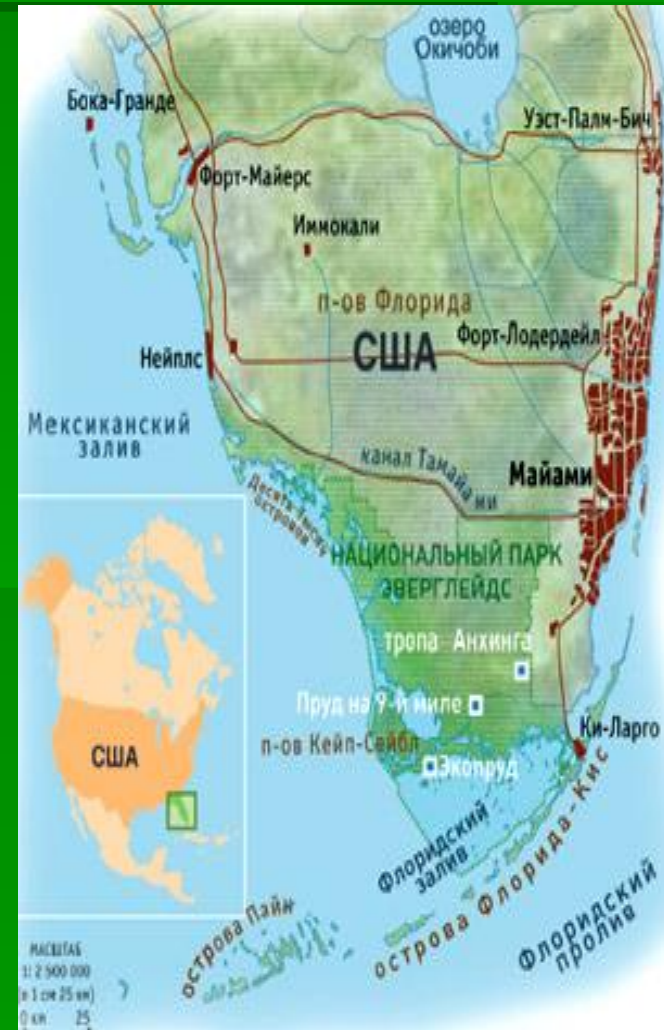 озеро
Окичоби
Бока-Гранде
Уэст-Палм-Бич
Форт-Майерс
Иммокали
п-ов Флорида
США
Форт-Лодердейл
Нейплс
Мексиканский
залив
канал Тамайами
Майами
Десять тысяч
островов
НАЦИОНАЛЬНЫЙ ПАРК
ЭВЕРГЛЕЙДС
тропа Анхинга
Пруд на 9-й миле
п-ов Кейп-Сейбл
Экопруд
Ки-Ларго
США
Флоридский
залив
острова Флорида-Кис
Флоридский
пролив
острова Пайн
МАСШТАБ
1: 2 500 000
(в 1 см 25 км)
0 км 25